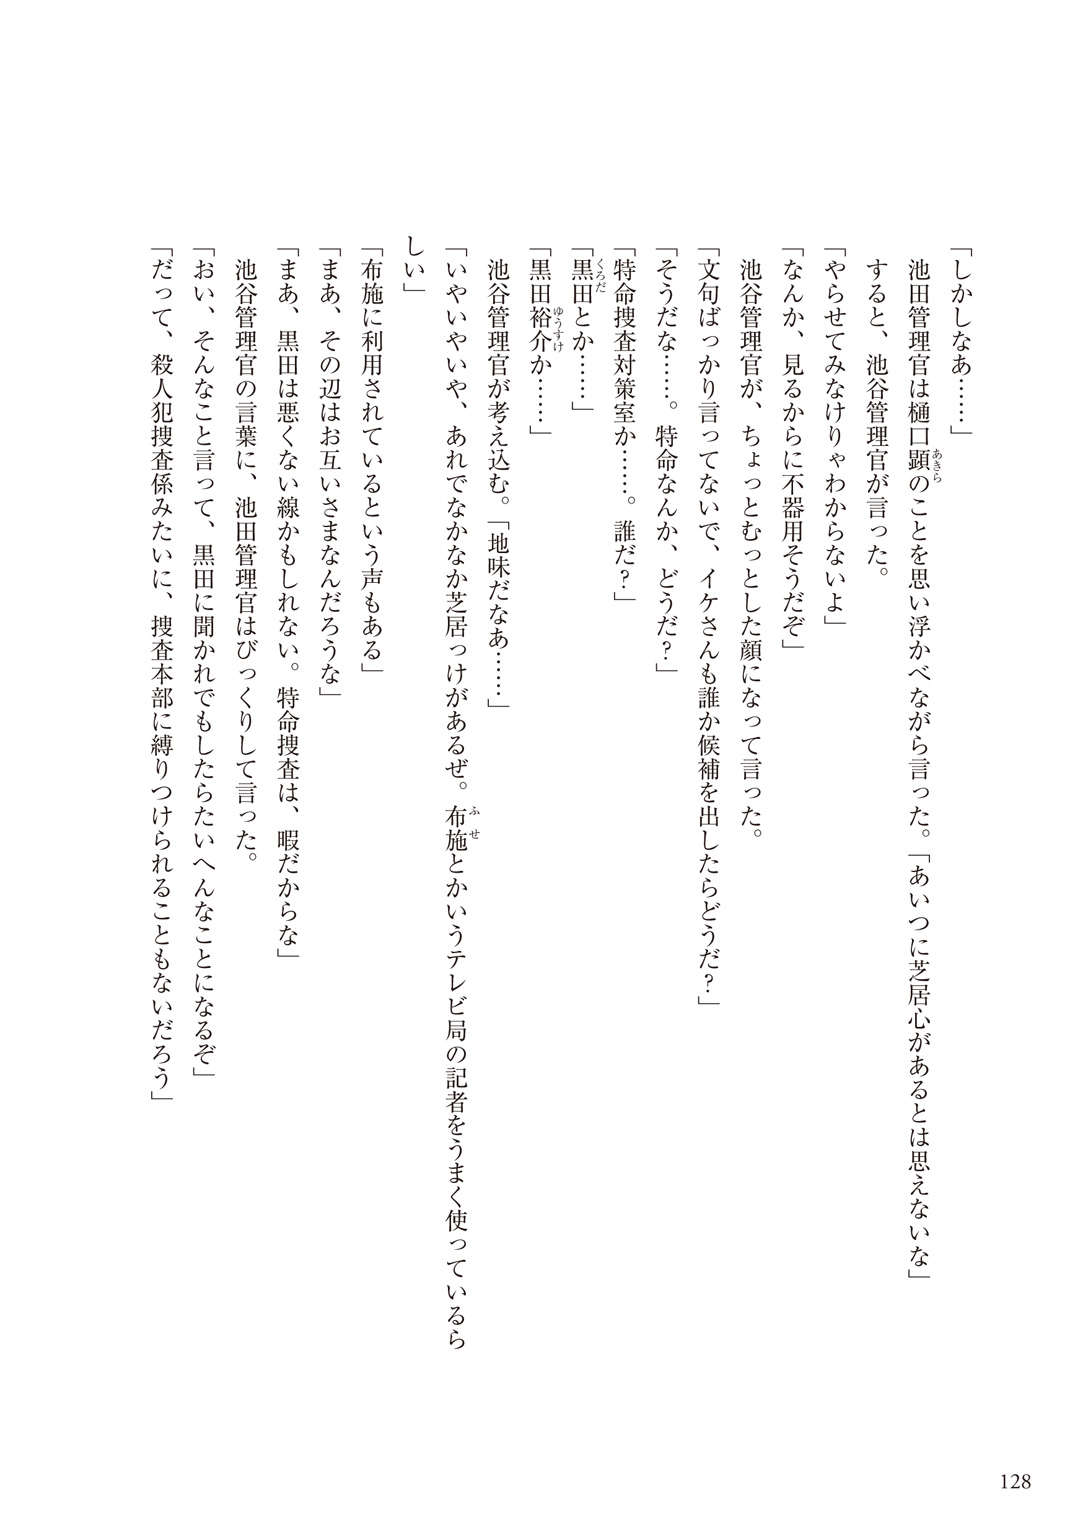 「しかしなあ……」
　池田管理官は樋口顕のことを思い浮かべながら言った。「あいつに芝居心があるとは思えないな」
あきら
　すると、池谷管理官が言った。
「やらせてみなけりゃわからないよ」
「なんか、見るからに不器用そうだぞ」
　池谷管理官が、ちょっとむっとした顔になって言った。
「文句ばっかり言ってないで、イケさんも誰か候補を出したらどうだ？」
「そうだな……。特命なんか、どうだ？」
「特命捜査対策室か……。誰だ？」
「黒田とか……」
くろだ
「黒田裕介か……」
ゆうすけ
　池谷管理官が考え込む。「地味だなあ……」
「いやいやいや、あれでなかなか芝居っけがあるぜ。布施とかいうテレビ局の記者をうまく使っているら
ふせ
しい」
「布施に利用されているという声もある」
「まあ、その辺はお互いさまなんだろうな」
「まあ、黒田は悪くない線かもしれない。特命捜査は、暇だからな」
　池谷管理官の言葉に、池田管理官はびっくりして言った。
「おい、そんなこと言って、黒田に聞かれでもしたらたいへんなことになるぞ」
「だって、殺人犯捜査係みたいに、捜査本部に縛りつけられることもないだろう」
128